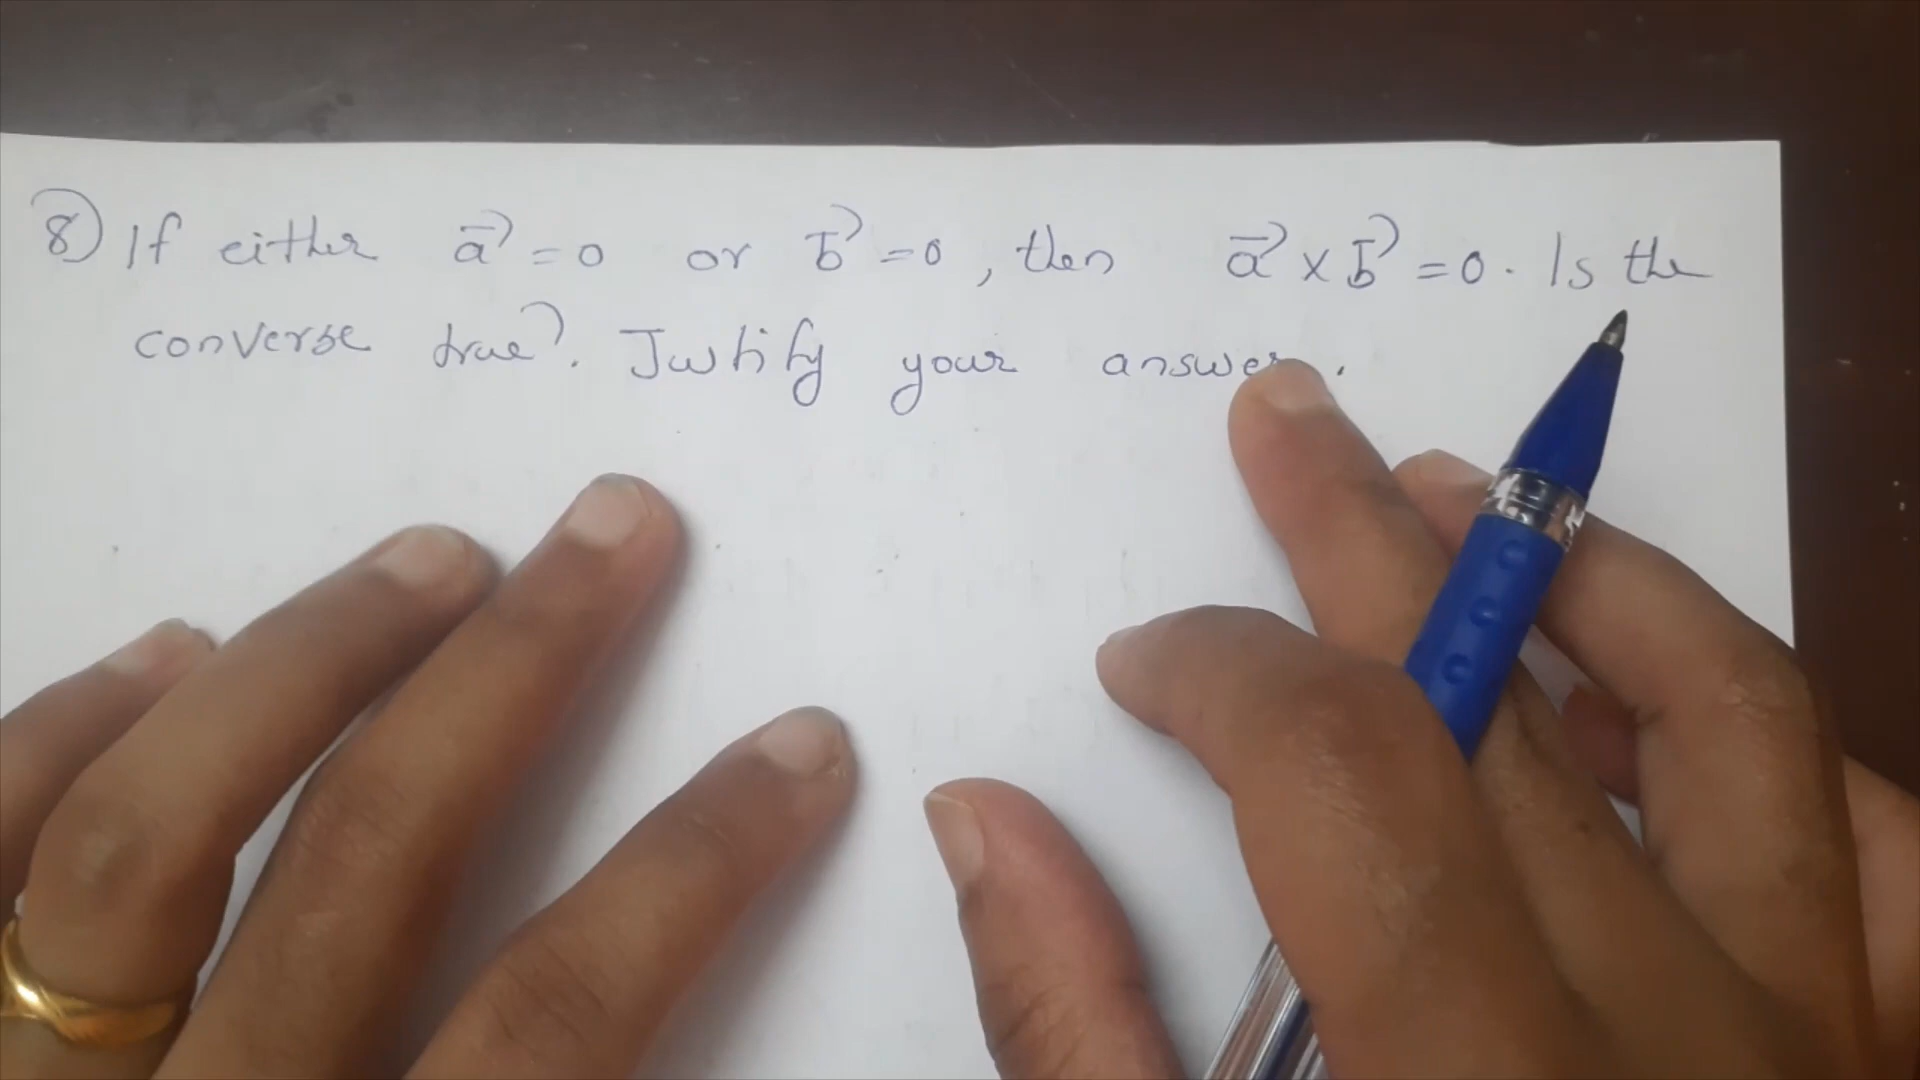 8) If either a⃗ = 0 or b⃗ = 0, then a⃗ × b⃗ = 0. Is the
converse true?. Justify your answer.